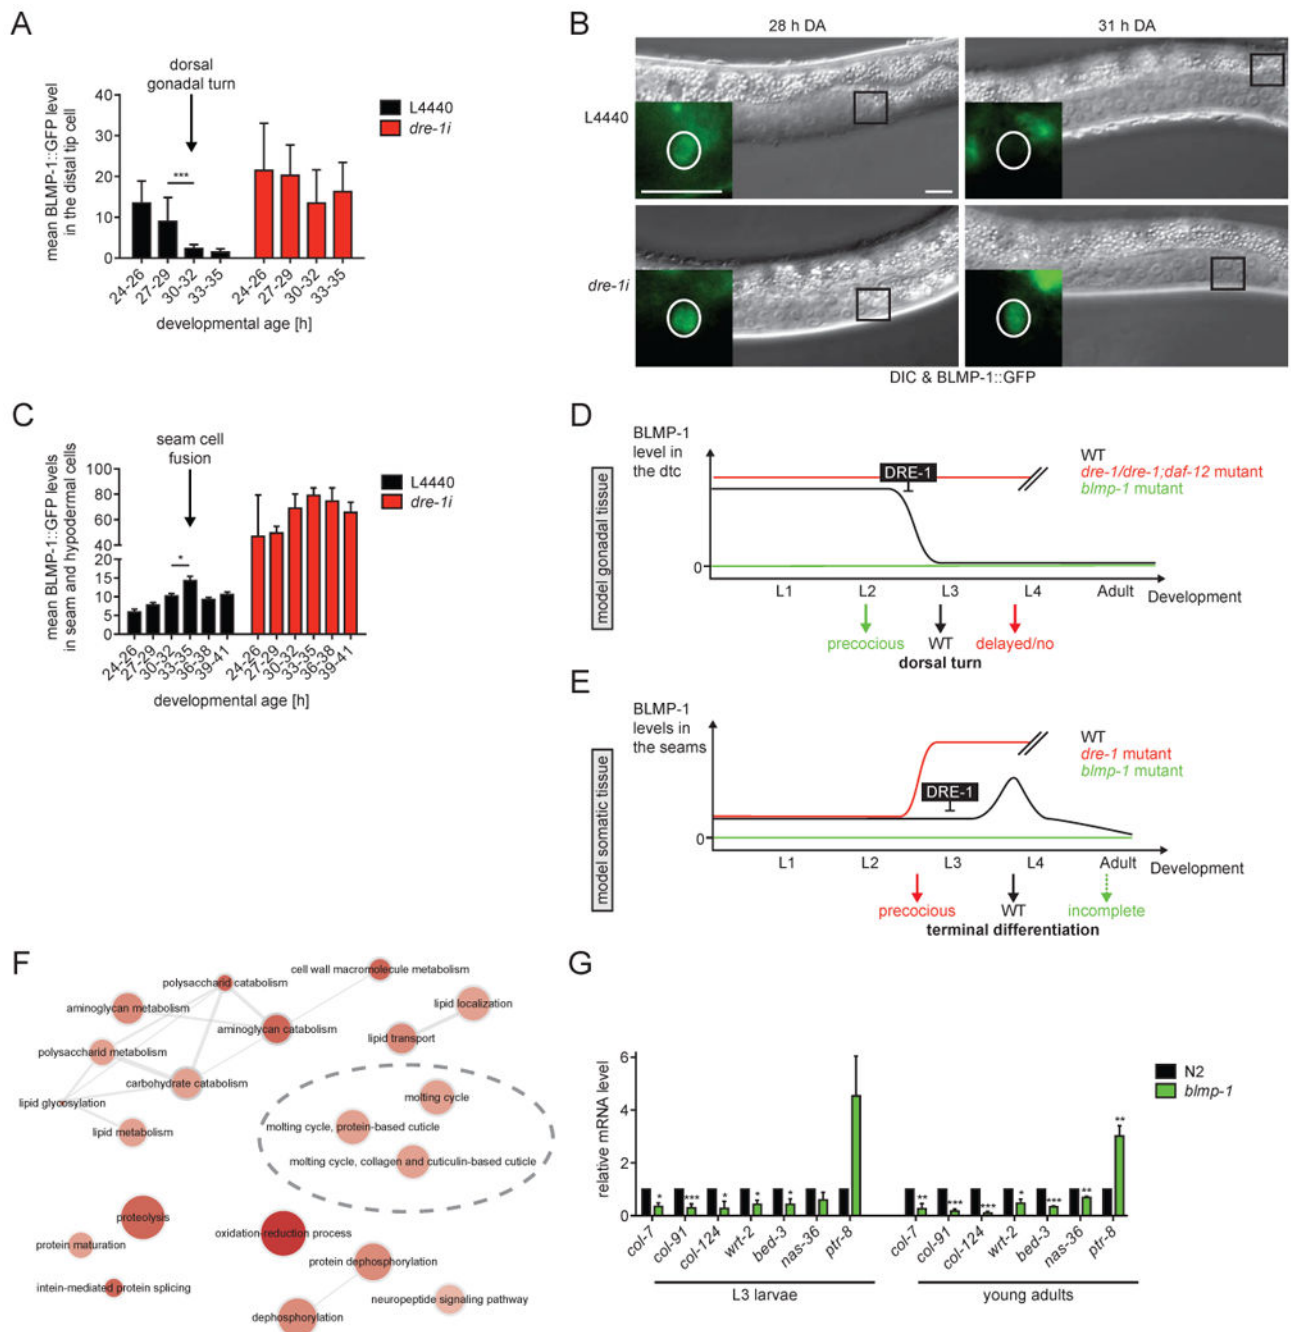 A
dorsal
gonadal turn
mean BLMP-1::GFP level
in the distal tip cell
40
30
20
10
0
L4440
dre-1i
***
24-26
27-29
30-32
33-35
24-26
27-29
30-32
33-35
developmental age [h]
B
28 h DA
31 h DA
L4440
dre-1i
DIC & BLMP-1::GFP
C
seam cell
fusion
mean BLMP-1::GFP levels
in seam and hypodermal cells
100
80
60
40
20
15
10
5
0
L4440
dre-1i
*
24-26
27-29
30-32
33-35
36-38
39-41
24-26
27-29
30-32
33-35
36-38
39-41
developmental age [h]
D
model gonadal tissue
BLMP-1
level in
the dtc
DRE-1
WT
dre-1/dre-1;daf-12 mutant
blmp-1 mutant
0
L1 L2 L3 L4 Adult
Development
precocious WT delayed/no
dorsal turn
E
model somatic tissue
BLMP-1
levels in
the seams
WT
dre-1 mutant
blmp-1 mutant
DRE-1
0
L1 L2 L3 L4 Adult
Development
precocious WT incomplete
terminal differentiation
F
cell wall macromolecule metabolism
polysaccharid catabolism
aminoglycan metabolism
lipid localization
aminoglycan catabolism
lipid transport
polysaccharid metabolism
carbohydrate catabolism
lipid glycosylation
molting cycle
lipid metabolism
molting cycle, protein-based cuticle
molting cycle, collagen and cuticulin-based cuticle
proteolysis
oxidation-reduction process
protein maturation
protein dephosphorylation
intein-mediated protein splicing
neuropeptide signaling pathway
dephosphorylation
G
relative mRNA level
6
4
2
0
N2
blmp-1
* *** * * *
** *** *** * *** ** **
col-7
col-91
col-124
wrt-2
bed-3
nas-36
ptr-8
col-7
col-91
col-124
wrt-2
bed-3
nas-36
ptr-8
L3 larvae
young adults